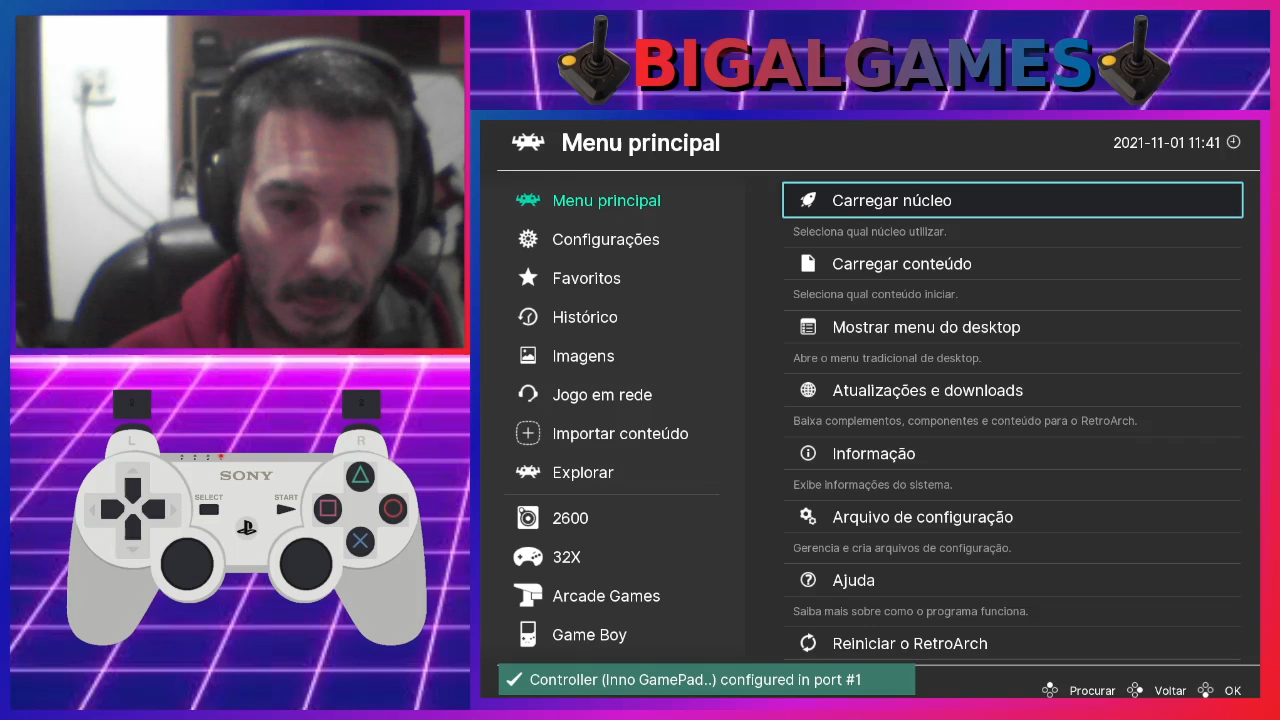 BIGALGAMES
Menu principal
2021-11-01 11:41
Menu principal
Configurações
Favoritos
Histórico
Imagens
Jogo em rede
Importar conteúdo
Explorar
2600
32X
Arcade Games
Game Boy
Carregar núcleo
Seleciona qual núcleo utilizar.
Carregar conteúdo
Seleciona qual conteúdo iniciar.
Mostrar menu do desktop
Abre o menu tradicional de desktop.
Atualizações e downloads
Baixa complementos, componentes e conteúdo para o RetroArch.
Informação
Exibe informações do sistema.
Arquivo de configuração
Gerencia e cria arquivos de configuração.
Ajuda
Saiba mais sobre como o programa funciona.
Reiniciar o RetroArch
Controller (Inno GamePad..) configured in port #1
Procurar Voltar OK
2 2
L R
SONY
SELECT START